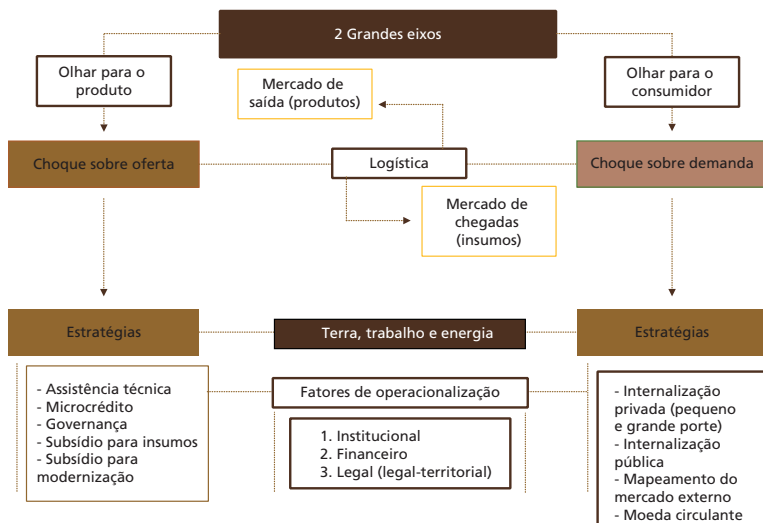 2 Grandes eixos
Olhar para o
produto
Mercado de
saída (produtos)
Olhar para o
consumidor
Choque sobre oferta
Logística
Choque sobre demanda
Mercado de
chegadas
(insumos)
Estratégias
Terra, trabalho e energia
Estratégias
- Assistência técnica
- Microcrédito
- Governança
- Subsídio para insumos
- Subsídio para
modernização
Fatores de operacionalização
1. Institucional
2. Financeiro
3. Legal (legal-territorial)
- Internalização
privada (pequeno
e grande porte)
- Internalização
pública
- Mapeamento do
mercado externo
- Moeda circulante